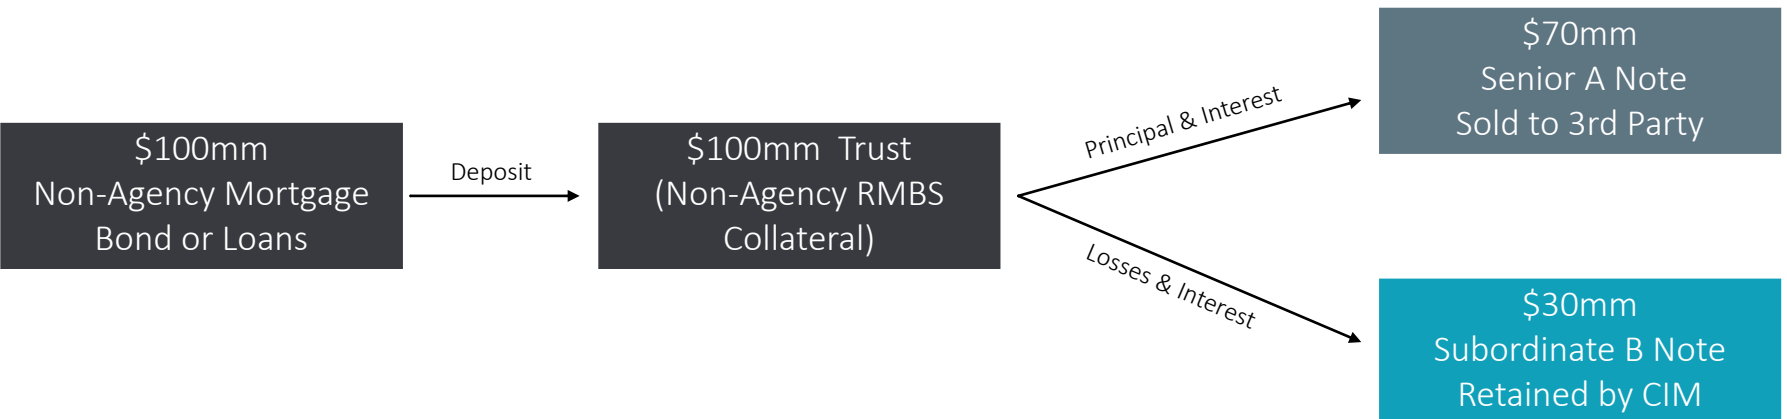 $100mm
Non-Agency Mortgage
Bond or Loans
Deposit
$100mm Trust
(Non-Agency RMBS
Collateral)
Principal & Interest
Losses & Interest
$70mm
Senior A Note
Sold to 3rd Party
$30mm
Subordinate B Note
Retained by CIM